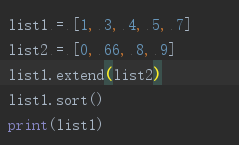 list1 = [1, 3, 4, 5, 7]
list2 = [0, 66, 8, 9]
list1.extend(list2)
list1.sort()
print(list1)